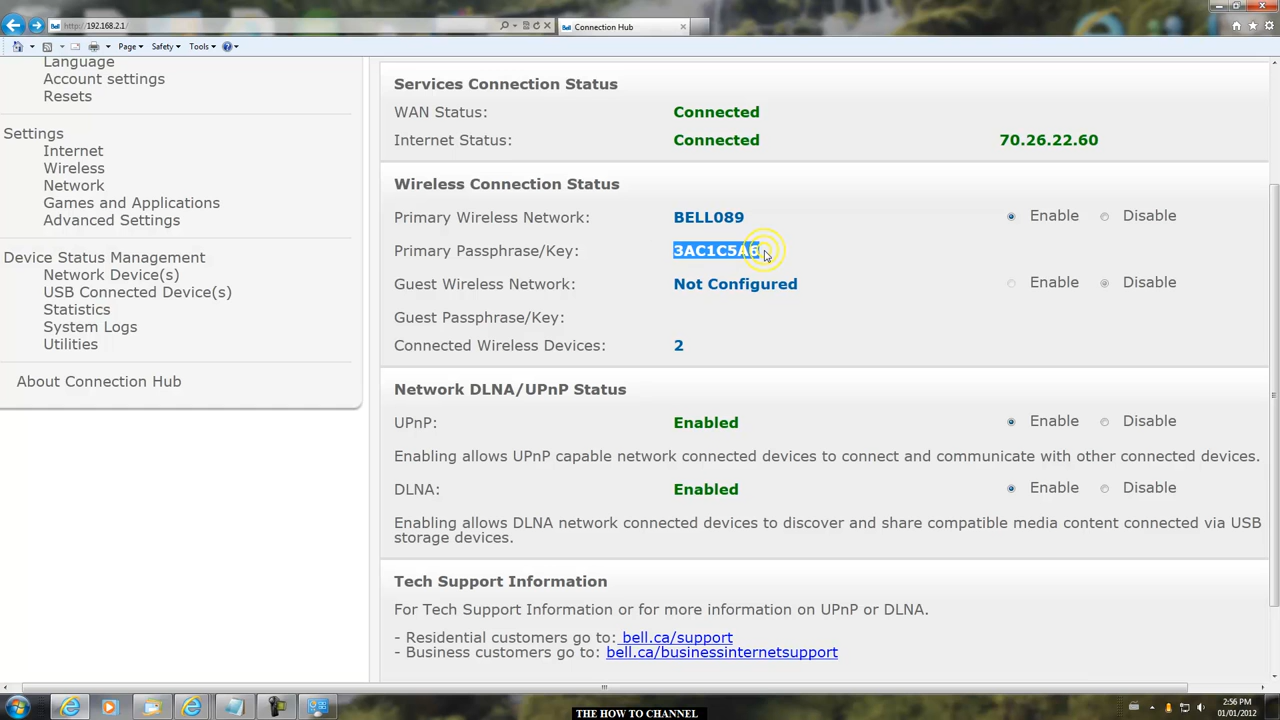 http://192.168.2.1/
Connection Hub
Page Safety Tools
Language
Account settings
Resets
Settings
Internet
Wireless
Network
Games and Applications
Advanced Settings
Device Status Management
Network Device(s)
USB Connected Device(s)
Statistics
System Logs
Utilities
About Connection Hub
Services Connection Status
WAN Status: Connected
Internet Status: Connected 70.26.22.60
Wireless Connection Status
Primary Wireless Network: BELL089 Enable Disable
Primary Passphrase/Key: 3AC1C5A6
Guest Wireless Network: Not Configured Enable Disable
Guest Passphrase/Key:
Connected Wireless Devices: 2
Network DLNA/UPnP Status
UPnP: Enabled Enable Disable
Enabling allows UPnP capable network connected devices to connect and communicate with other connected devices.
DLNA: Enabled Enable Disable
Enabling allows DLNA network connected devices to discover and share compatible media content connected via USB
storage devices.
Tech Support Information
For Tech Support Information or for more information on UPnP or DLNA.
- Residential customers go to: bell.ca/support
- Business customers go to: bell.ca/businessinternetsupport
2:56 PM
01/01/2012
THE HOW TO CHANNEL